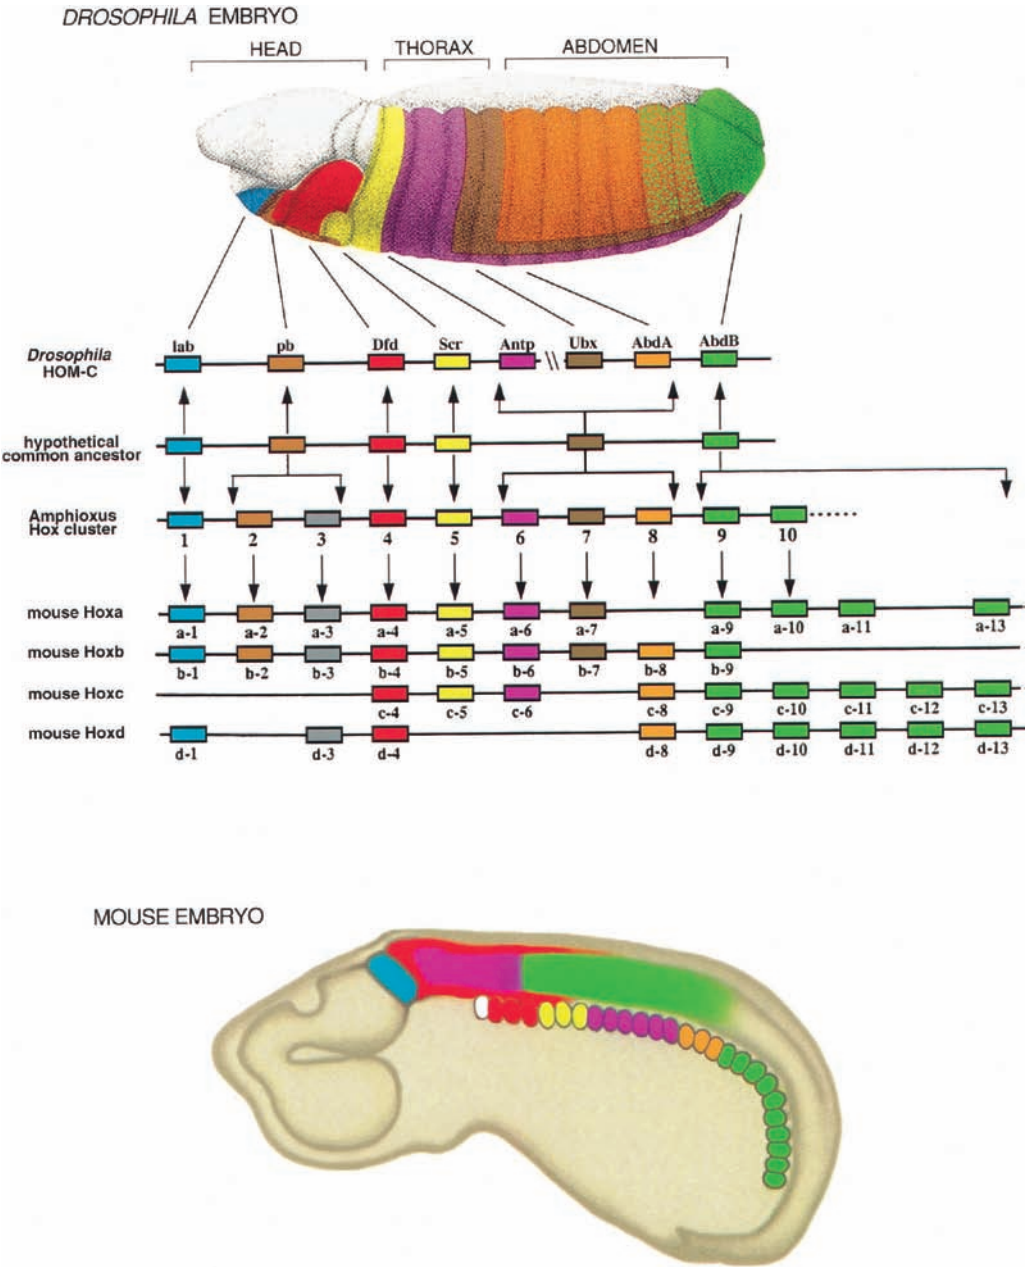 DROSOPHILA EMBRYO
HEAD THORAX ABDOMEN
lab pb Dfd Scr Antp Ubx AbdA AbdB
Drosophila
HOM-C
hypothetical
common ancestor
Amphioxus
Hox cluster
1 2 3 4 5 6 7 8 9 10
mouse Hoxa
a-1 a-2 a-3 a-4 a-5 a-6 a-7 a-9 a-10 a-11 a-13
mouse Hoxb
b-1 b-2 b-3 b-4 b-5 b-6 b-7 b-8 b-9
mouse Hoxc
c-4 c-5 c-6 c-8 c-9 c-10 c-11 c-12 c-13
mouse Hoxd
d-1 d-3 d-4 d-8 d-9 d-10 d-11 d-12 d-13
MOUSE EMBRYO